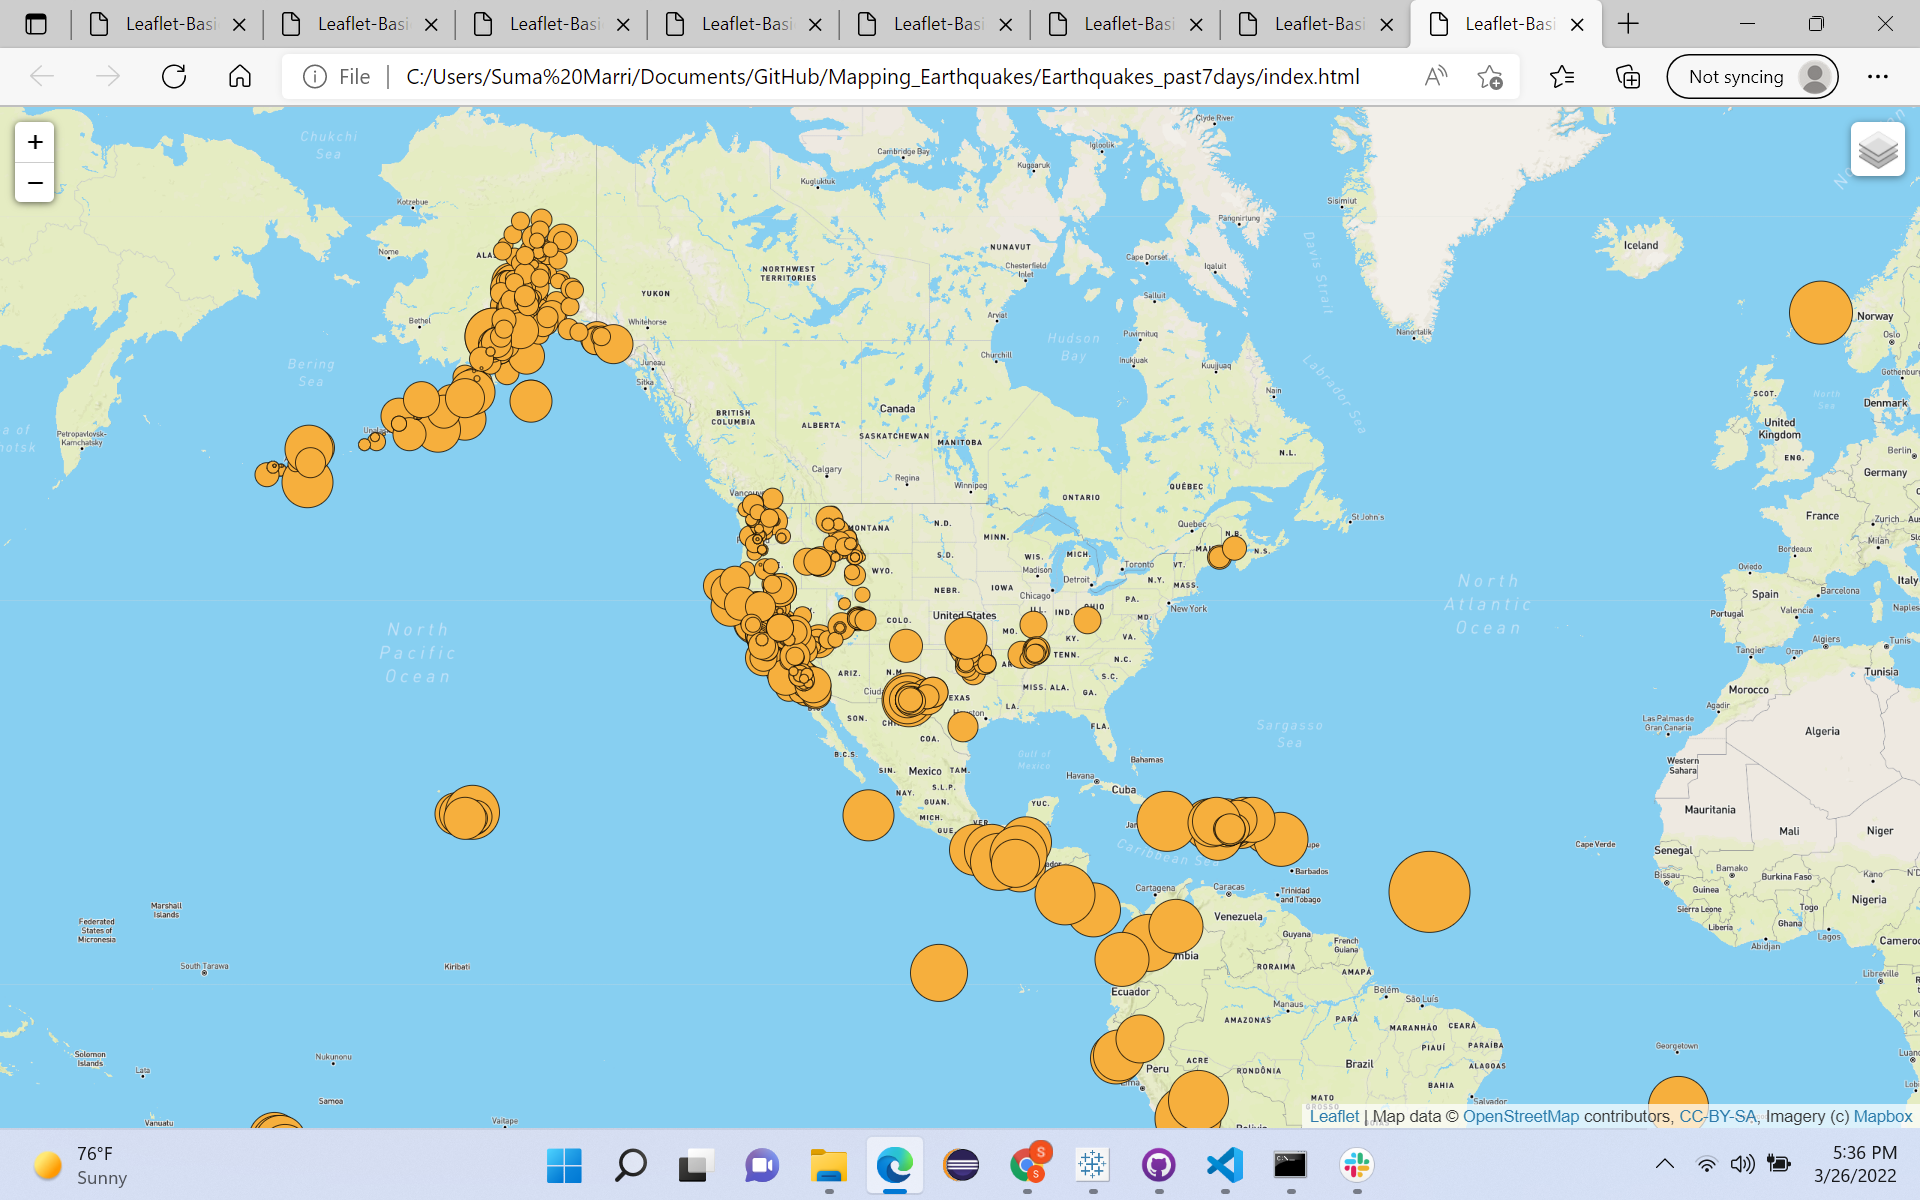 Leaflet-Basi
Leaflet-Basi
Leaflet-Basi
Leaflet-Basi
Leaflet-Basi
Leaflet-Basi
Leaflet-Basi
Leaflet-Basi
File
C:/Users/Suma%20Marri/Documents/GitHub/Mapping_Earthquakes/Earthquakes_past7days/index.html
Not syncing
+
−
Chukchi
Sea
Clyde River
Cambridge Bay
Igloolik
Kugaaruk
Kugluktuk
Kotzebue
Sisimiut
Pangnirtung
Nome
ALAS
NORTHWEST
TERRITORIES
NUNAVUT
Chesterfield
Inlet
Cape Dorset
Iqaluit
Davis Strait
Iceland
YUKON
Salluit
Bethel
Whitehorse
Arviat
Puvirnituq
Hudson
Bay
Nanortalik
Norway
Oslo
Bering
Sea
Juneau
Sitka
Churchill
Inukjuak
Kuujjuaq
Labrador Sea
Nain
Gothenburg
BRITISH
COLUMBIA
Canada
ALBERTA
SASKATCHEWAN
MANITOBA
SCOT.
North
Sea
Denmark
Petropavlovsk-
Kamchatky
United
Kingdom
N.L.
ENG.
Berlin
Germany
Calgary
Regina
Winnipeg
ONTARIO
QUÉBEC
Vancouver
St John's
France
Zurich
Aus
MONTANA
N.D.
MINN.
Quebec
N.B.
N.S.
Milan
Bordeaux
S.D.
WIS.
Madison
MICH.
Toronto
VT.
Oviedo
Italy
WYO.
NEBR.
IOWA
Chicago
Detroit
N.Y.
MASS.
Spain
Barcelona
North
Atlantic
Ocean
New York
Portugal
Valencia
Naples
COLO.
United States
ILL.
IND.
OHIO
PA.
MD.
North
Pacific
Ocean
MO.
KY.
VA.
Algiers
Tunis
Tangier
Oran
ARIZ.
N.M.
TENN.
N.C.
Tunisia
S.C.
MISS.
ALA.
GA.
Morocco
Agadir
SON.
EXAS
LA.
Las Palmas de
Gran Canaria
COA.
FLA.
Sargasso
Sea
Algeria
B.C.S.
Gulf of
Mexico
Bahamas
Western
Sahara
SIN.
Mexico
TAM.
Havana
Cuba
S.L.P.
NAY.
GUAN.
YUC.
Mauritania
MICH.
VER.
GUE.
Mali
Niger
Caribbean Sea
Cape Verde
Senegal
Barbados
Bamako
Kano
Bissau
Guinea
Burkina Faso
Cartagena
Caracas
Trinidad
and Tobago
Marshall
Islands
Venezuela
Sierra Leone
Togo
Nigeria
Federated
States of
Micronesia
Guyana
French
Guiana
Liberia
Ghana
Lagos
Abidjan
Cameroo
mbia
South Tarawa
Kiribati
RORAIMA
AMAPÁ
Libreville
Ecuador
Belém
São Luís
Manaus
AMAZONAS
PARÁ
MARANHÃO
CEARÁ
Solomon
Islands
Nukunonu
PIAUÍ
PARAÍBA
Georgetown
Lata
Peru
ACRE
RONDÔNIA
Brazil
ALAGOAS
BAHIA
Samoa
MATO
GROSSO
Salvador
Vanuatu
Vaitape
Bolivia
Leaflet | Map data © OpenStreetMap contributors, CC-BY-SA, Imagery (c) Mapbox
76°F
Sunny
S
S
5:36 PM
3/26/2022